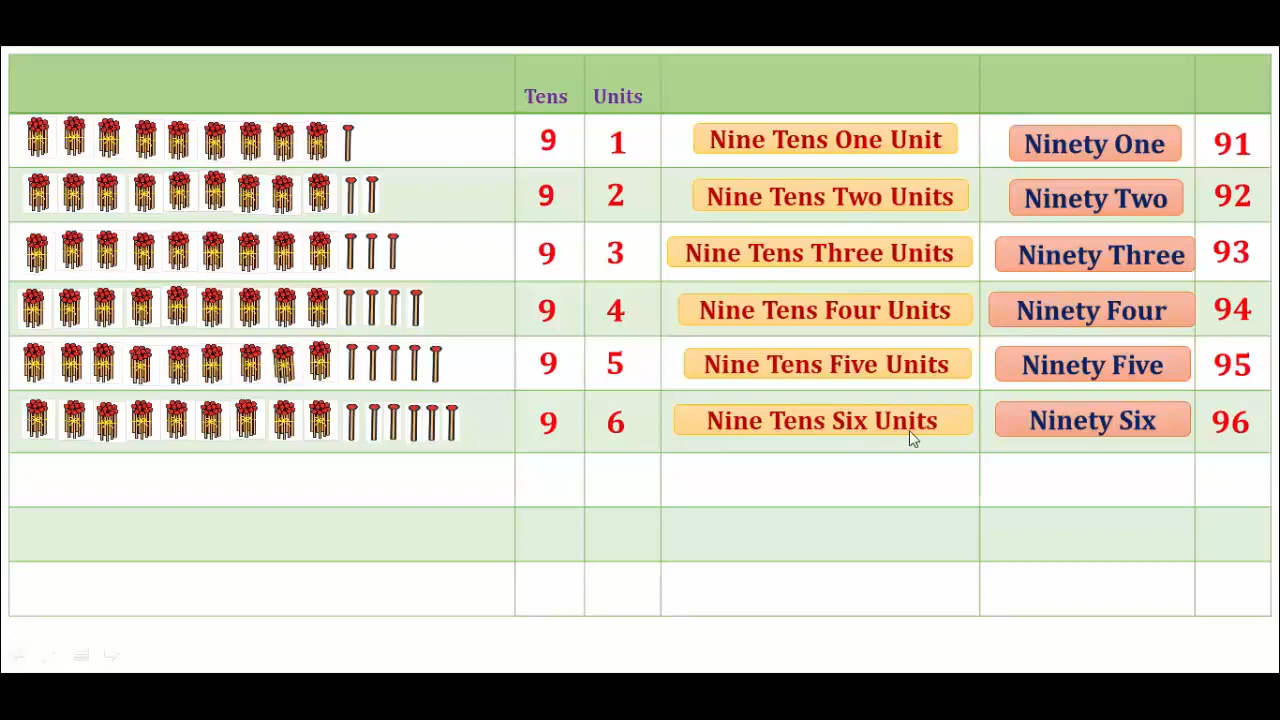 Tens Units
9 1 Nine Tens One Unit Ninety One 91
9 2 Nine Tens Two Units Ninety Two 92
9 3 Nine Tens Three Units Ninety Three 93
9 4 Nine Tens Four Units Ninety Four 94
9 5 Nine Tens Five Units Ninety Five 95
9 6 Nine Tens Six Units Ninety Six 96